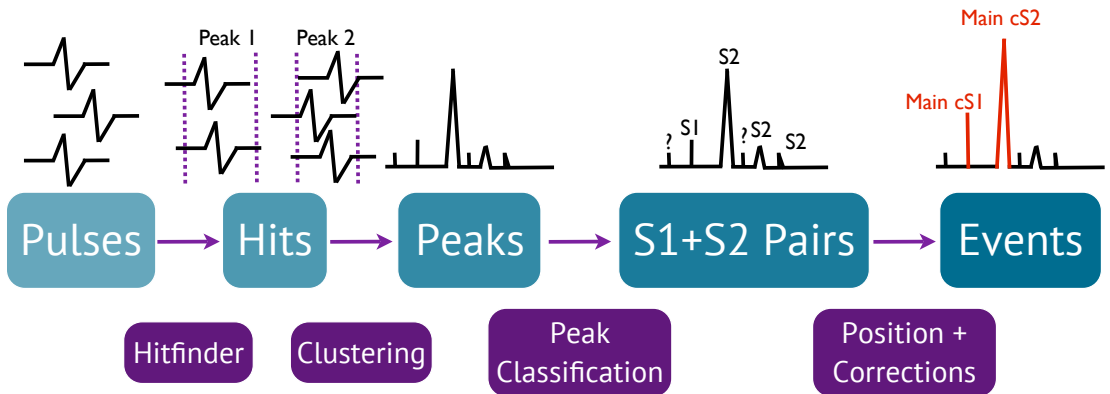 Peak 1
Peak 2
?
S1
S2
?
S2
S2
Main cS1
Main cS2
Pulses
Hits
Peaks
S1+S2 Pairs
Events
Hitfinder
Clustering
Peak
Classification
Position +
Corrections